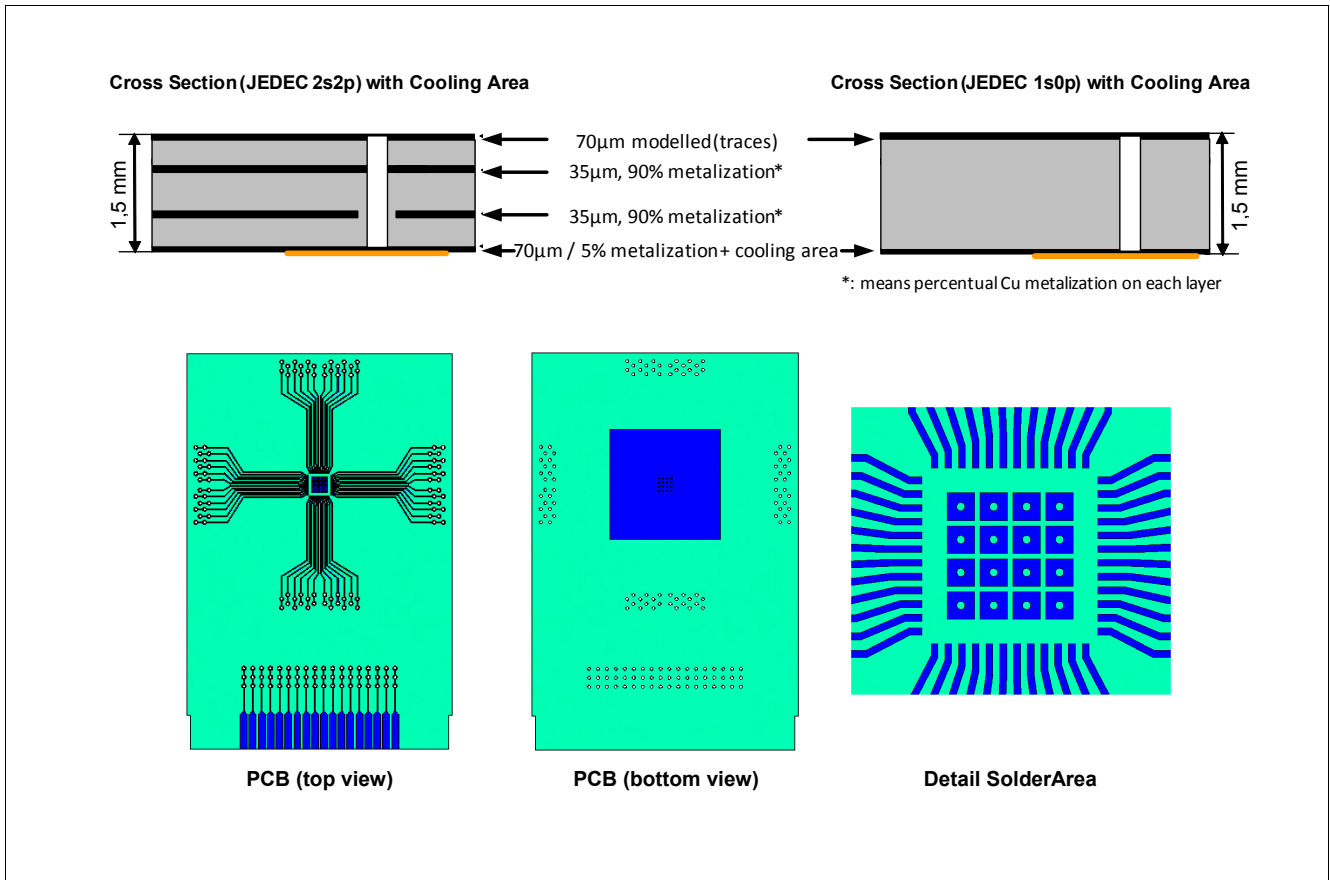 Cross Section (JEDEC 2s2p) with Cooling Area
Cross Section (JEDEC 1s0p) with Cooling Area
1,5 mm
70µm modelled (traces)
35µm, 90% metalization*
35µm, 90% metalization*
70µm / 5% metalization + cooling area
1,5 mm
*: means percentual Cu metalization on each layer
PCB (top view)
PCB (bottom view)
Detail SolderArea